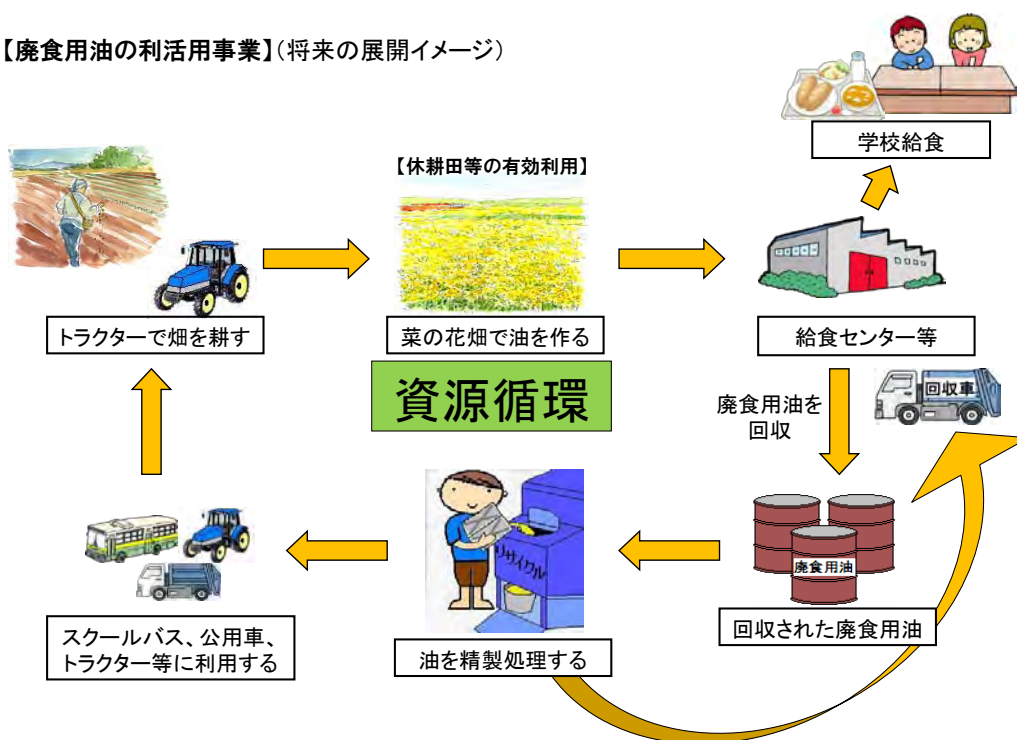 【廃食用油の利活用事業】(将来の展開イメージ)
学校給食
【休耕田等の有効利用】
トラクターで畑を耕す
菜の花畑で油を作る
給食センター等
資源循環
廃食用油を
回収
回収車
リサイクル
廃食用油
スクールバス、公用車、
トラクター等に利用する
油を精製処理する
回収された廃食用油